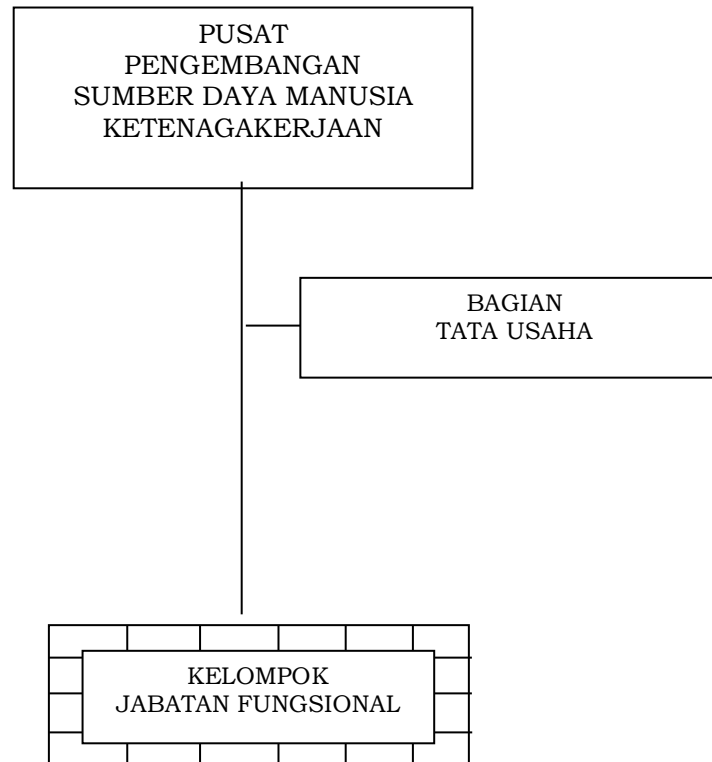 PUSAT
PENGEMBANGAN
SUMBER DAYA MANUSIA
KETENAGAKERJAAN
BAGIAN
TATA USAHA
KELOMPOK
JABATAN FUNGSIONAL